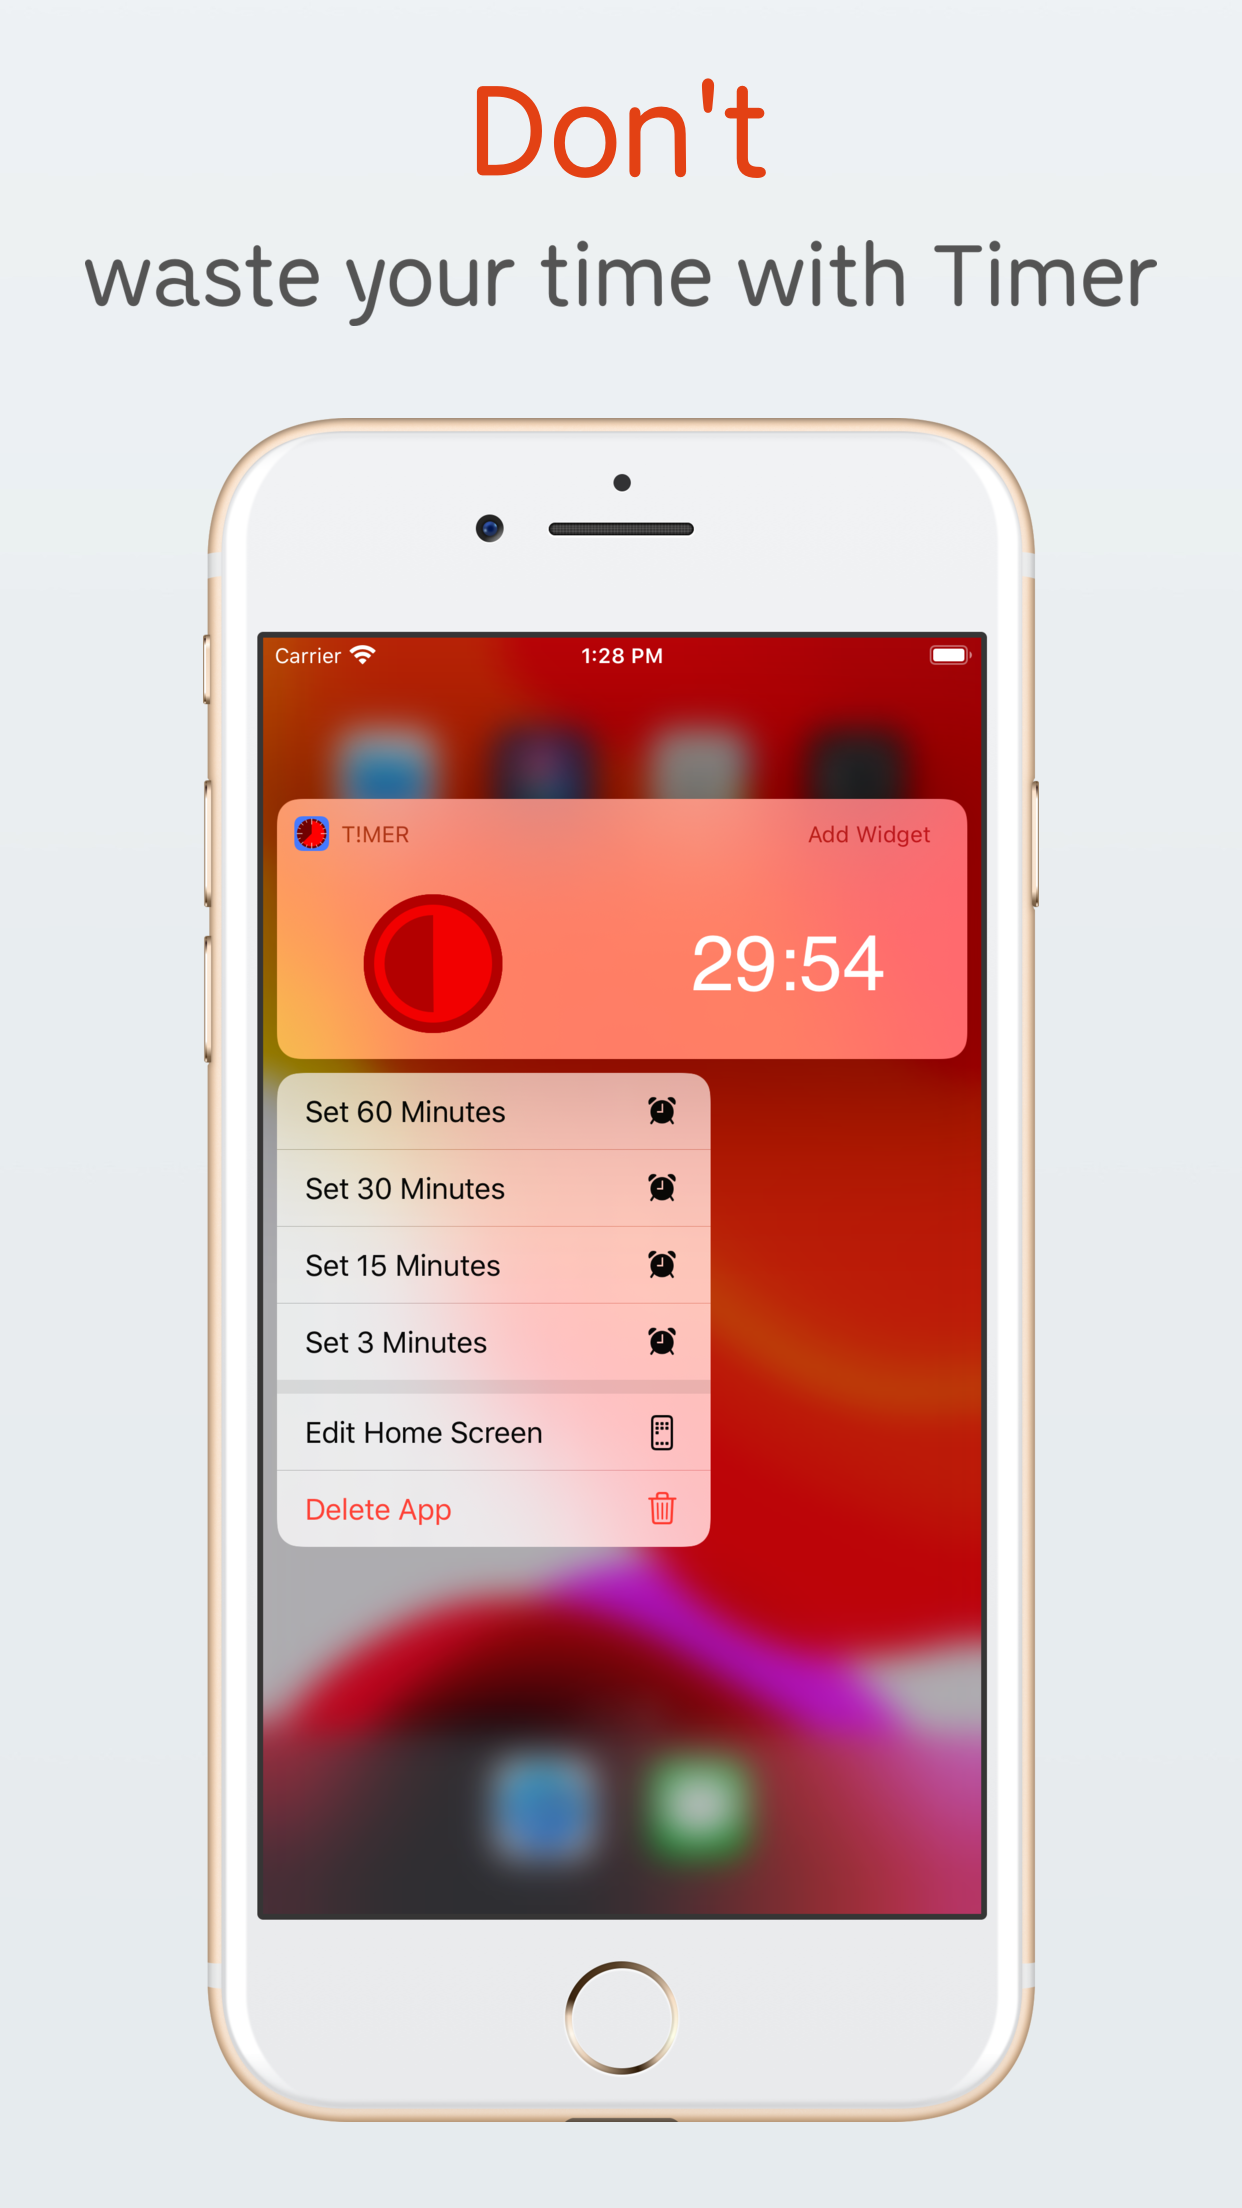 Don't
waste your time with Timer
Carrier 1:28 PM
T!MER Add Widget
29:54
Set 60 Minutes
Set 30 Minutes
Set 15 Minutes
Set 3 Minutes
Edit Home Screen
Delete App